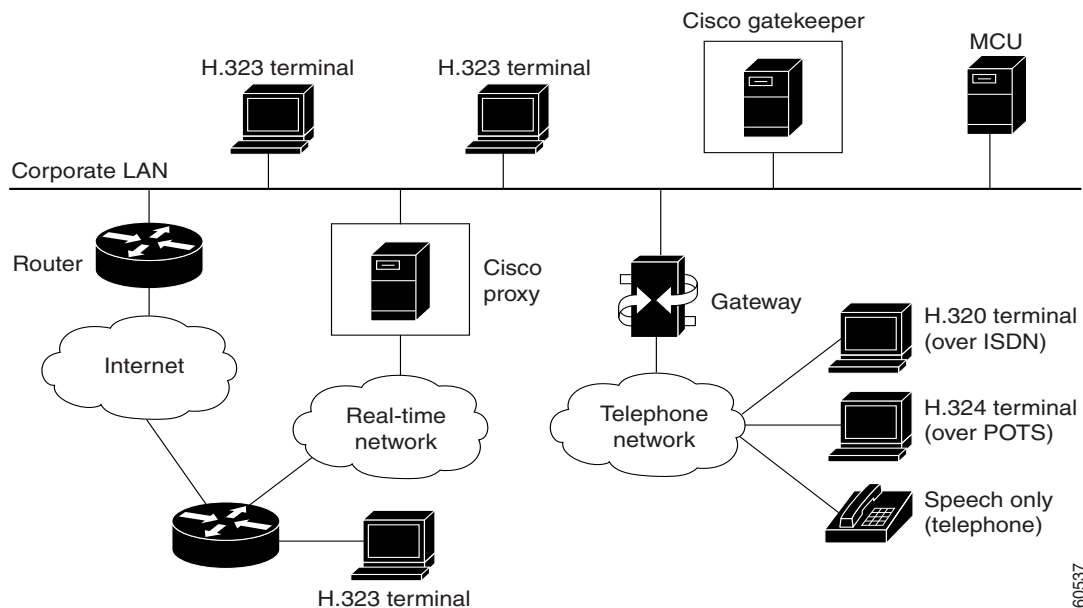 Cisco gatekeeper
MCU
H.323 terminal
H.323 terminal
Corporate LAN
Router
Cisco
proxy
Gateway
H.320 terminal
(over ISDN)
Internet
Real-time
network
Telephone
network
H.324 terminal
(over POTS)
Speech only
(telephone)
H.323 terminal
60537